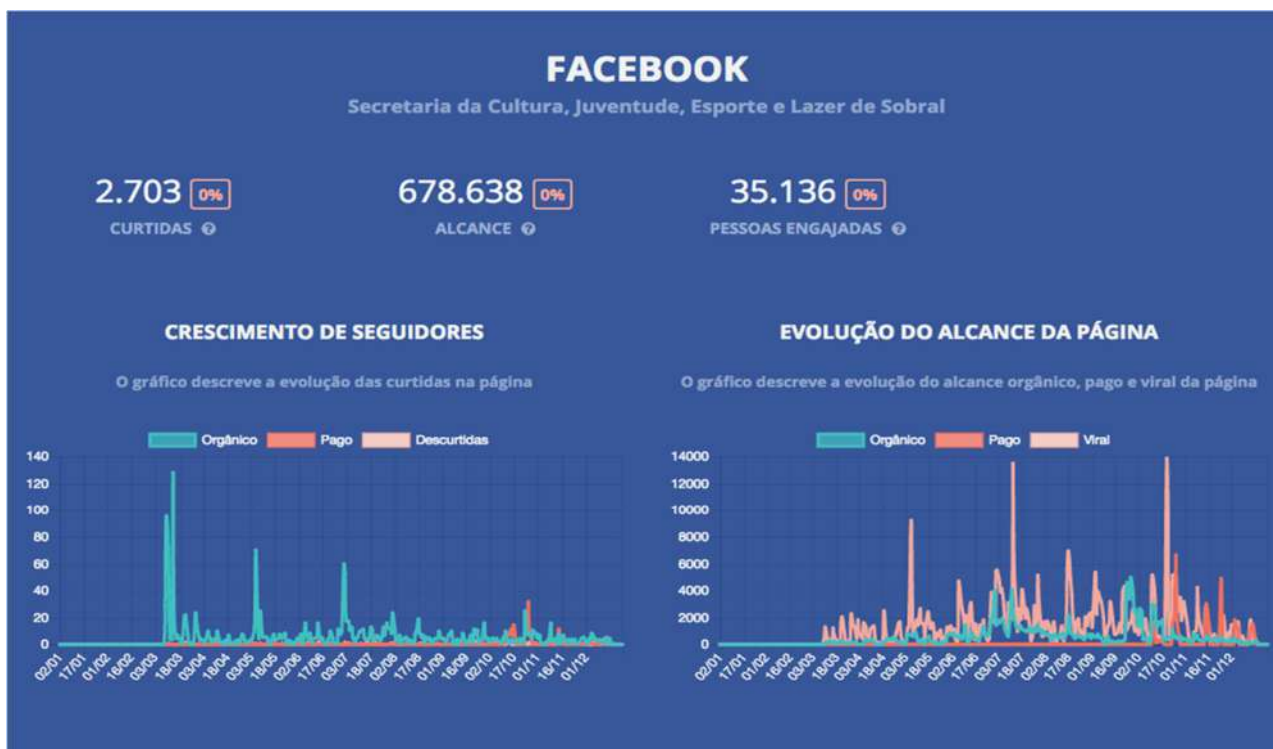 FACEBOOK
Secretaria da Cultura, Juventude, Esporte e Lazer de Sobral
2.703 0%
CURTIDAS ?
678.638 0%
ALCANCE ?
35.136 0%
PESSOAS ENGAJADAS ?
CRESCIMENTO DE SEGUIDORES
O gráfico descreve a evolução das curtidas na página
Orgânico Pago Descurtidas
140
120
100
80
60
40
20
0
02/01 17/01 01/02 16/02 03/03 18/03 03/04 18/04 03/05 18/05 02/06 17/06 03/07 18/07 02/08 17/08 01/09 16/09 02/10 17/10 01/11 16/11 01/12
EVOLUÇÃO DO ALCANCE DA PÁGINA
O gráfico descreve a evolução do alcance orgânico, pago e viral da página
Orgânico Pago Viral
14000
12000
10000
8000
6000
4000
2000
0
02/01 17/01 01/02 16/02 03/03 18/03 03/04 18/04 03/05 18/05 02/06 17/06 03/07 18/07 02/08 17/08 01/09 16/09 02/10 17/10 01/11 16/11 01/12